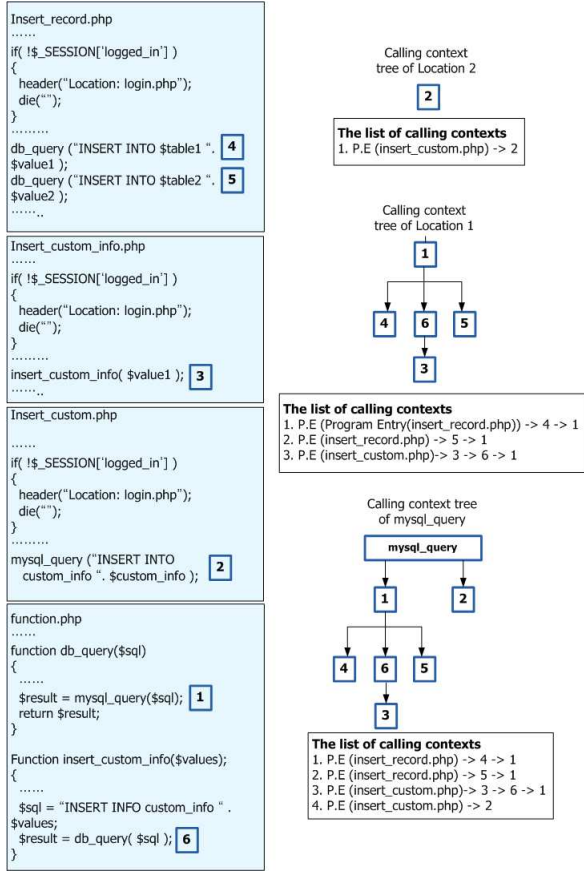 Insert_record.php
......
if( !$_SESSION['logged_in'] )
{
header("Location: login.php");
die("");
}
.........
db_query ("INSERT INTO $table1 ". 4
$value1 );
db_query ("INSERT INTO $table2 ". 5
$value2 );
........
Insert_custom_info.php
......
if( !$_SESSION['logged_in'] )
{
header("Location: login.php");
die("");
}
.........
insert_custom_info( $value1 ); 3
........
Insert_custom.php
......
if( !$_SESSION['logged_in'] )
{
header("Location: login.php");
die("");
}
.........
mysql_query ("INSERT INTO
custom_info ". $custom_info ); 2
function.php
......
function db_query($sql)
{
......
$result = mysql_query($sql); 1
return $result;
}
Function insert_custom_info($values);
{
......
$sql = "INSERT INFO custom_info " .
$values;
$result = db_query( $sql ); 6
}
Calling context
tree of Location 2
2
The list of calling contexts
1. P.E (insert_custom.php) -> 2
Calling context
tree of Location 1
1
4 6 5
3
The list of calling contexts
1. P.E (Program Entry(insert_record.php)) -> 4 -> 1
2. P.E (insert_record.php) -> 5 -> 1
3. P.E (insert_custom.php)-> 3 -> 6 -> 1
Calling context tree
of mysql_query
mysql_query
1 2
4 6 5
3
The list of calling contexts
1. P.E (insert_record.php) -> 4 -> 1
2. P.E (insert_record.php) -> 5 -> 1
3. P.E (insert_custom.php)-> 3 -> 6 -> 1
4. P.E (insert_custom.php) -> 2